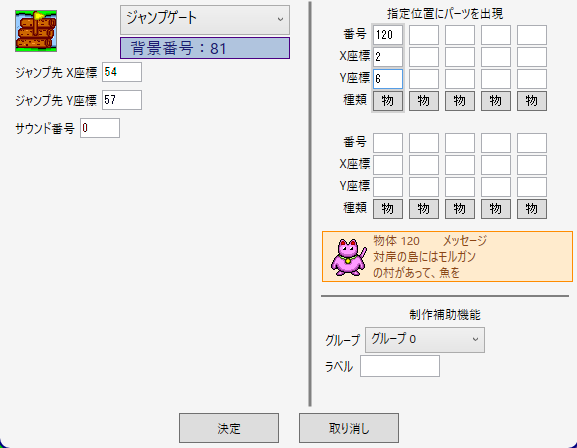 ジャンプゲート
背景番号：81
ジャンプ先 X座標 54
ジャンプ先 Y座標 57
サウンド番号 0
指定位置にパーツを出現
番号 120
X座標 2
Y座標 6
種類 物 物 物 物 物
番号
X座標
Y座標
種類 物 物 物 物 物
物体 120 メッセージ
対岸の島にはモルガン
の村があって、魚を
制作補助機能
グループ グループ 0
ラベル
決定 取り消し